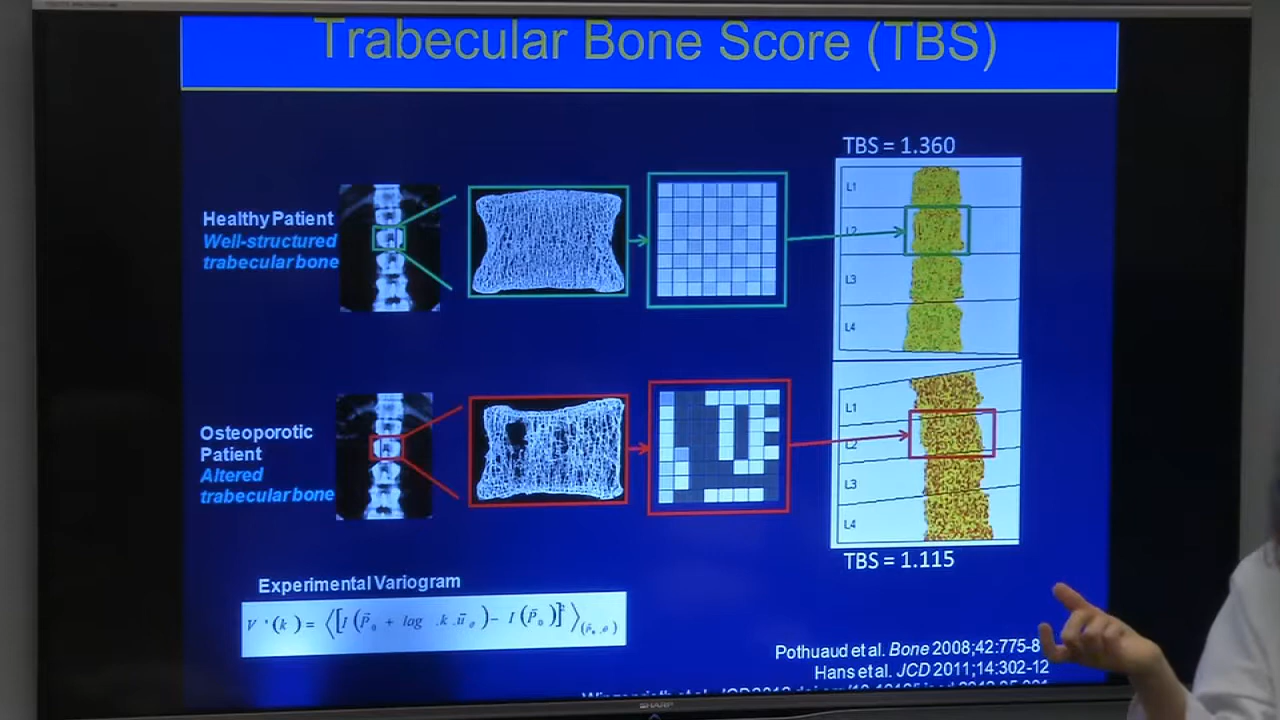 Trabecular Bone Score (TBS)
TBS = 1.360
Healthy Patient
Well-structured
trabecular bone
L1
L2
L3
L4
Osteoporotic
Patient
Altered
trabecular bone
L1
L2
L3
L4
TBS = 1.115
Experimental Variogram
Pothuaud et al. Bone 2008;42:775-8
Hans et al. JCD 2011;14:302-12
SHARP